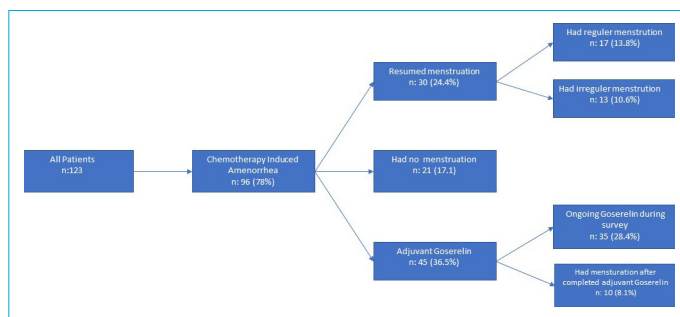 All Patients
n:123
Chemotherapy Induced
Amenorrhea
n: 96 (78%)
Resumed menstruation
n: 30 (24.4%)
Had reguler menstrution
n: 17 (13.8%)
Had irreguler menstrution
n: 13 (10.6%)
Had no menstruation
n: 21 (17.1)
Adjuvant Goserelin
n: 45 (36.5%)
Ongoing Goserelin during
survey
n: 35 (28.4%)
Had mensturation after
completed adjuvant Goserelin
n: 10 (8.1%)